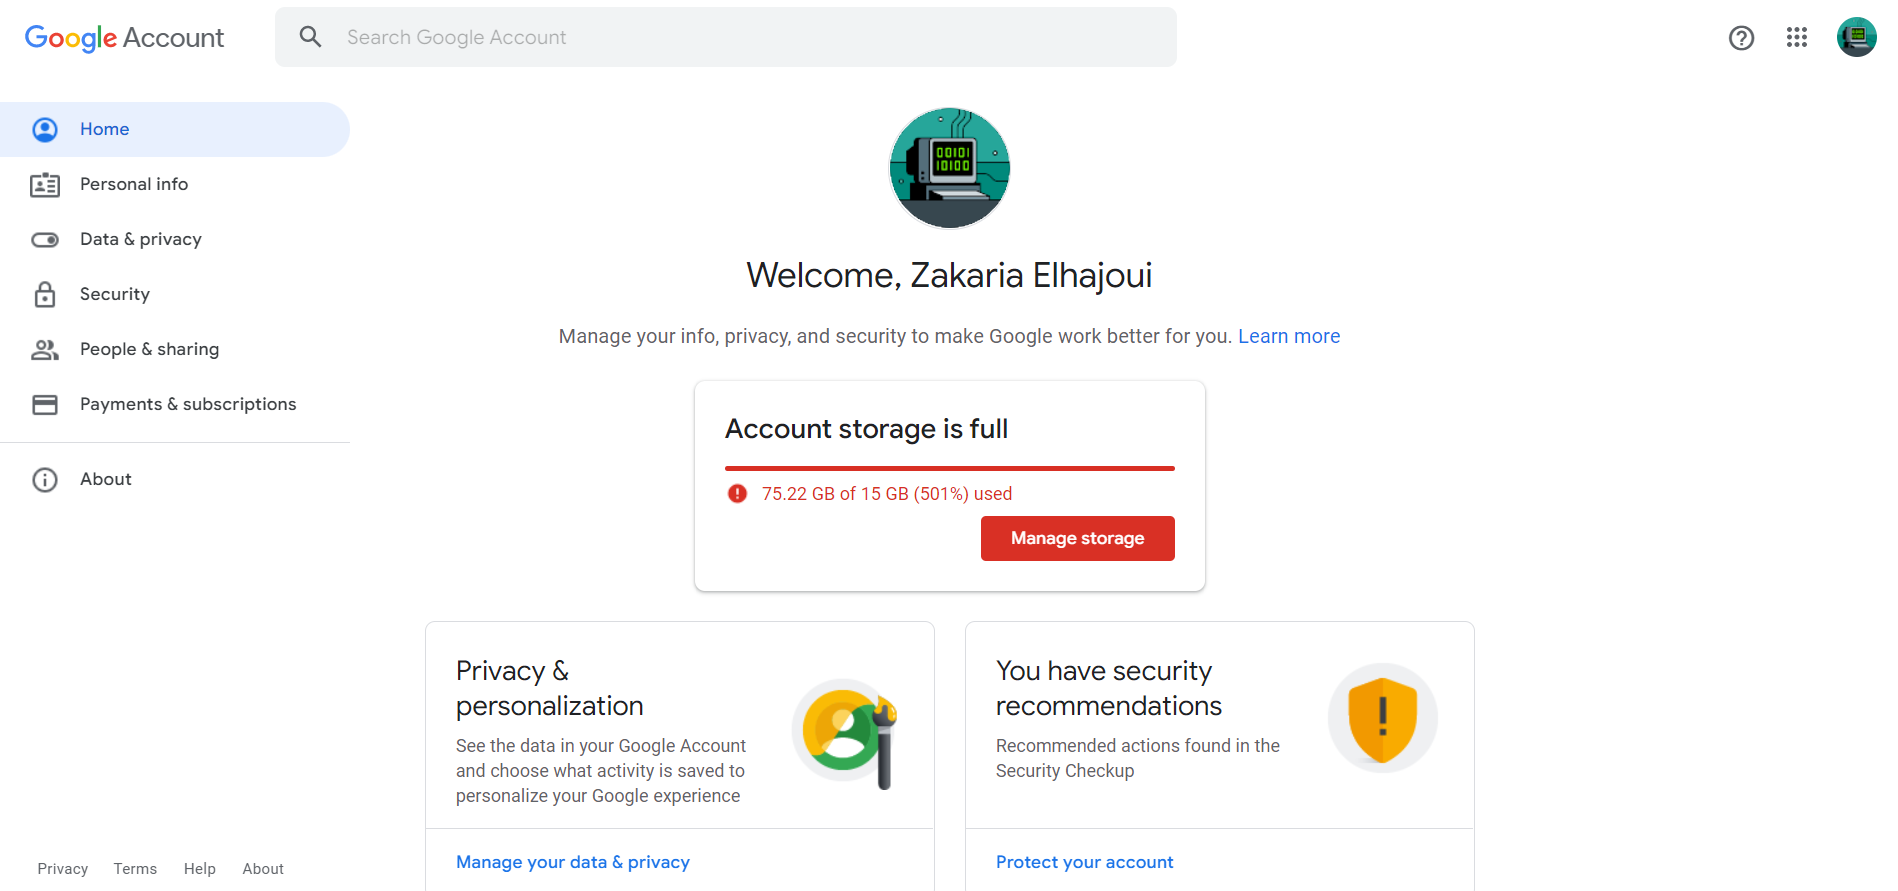 Google Account
Search Google Account
Home
Personal info
Data & privacy
Security
People & sharing
Payments & subscriptions
About
00101
10100
Welcome, Zakaria Elhajoui
Manage your info, privacy, and security to make Google work better for you. Learn more
Account storage is full
75.22 GB of 15 GB (501%) used
Manage storage
Privacy &
personalization
See the data in your Google Account
and choose what activity is saved to
personalize your Google experience
Manage your data & privacy
You have security
recommendations
Recommended actions found in the
Security Checkup
Protect your account
Privacy Terms Help About